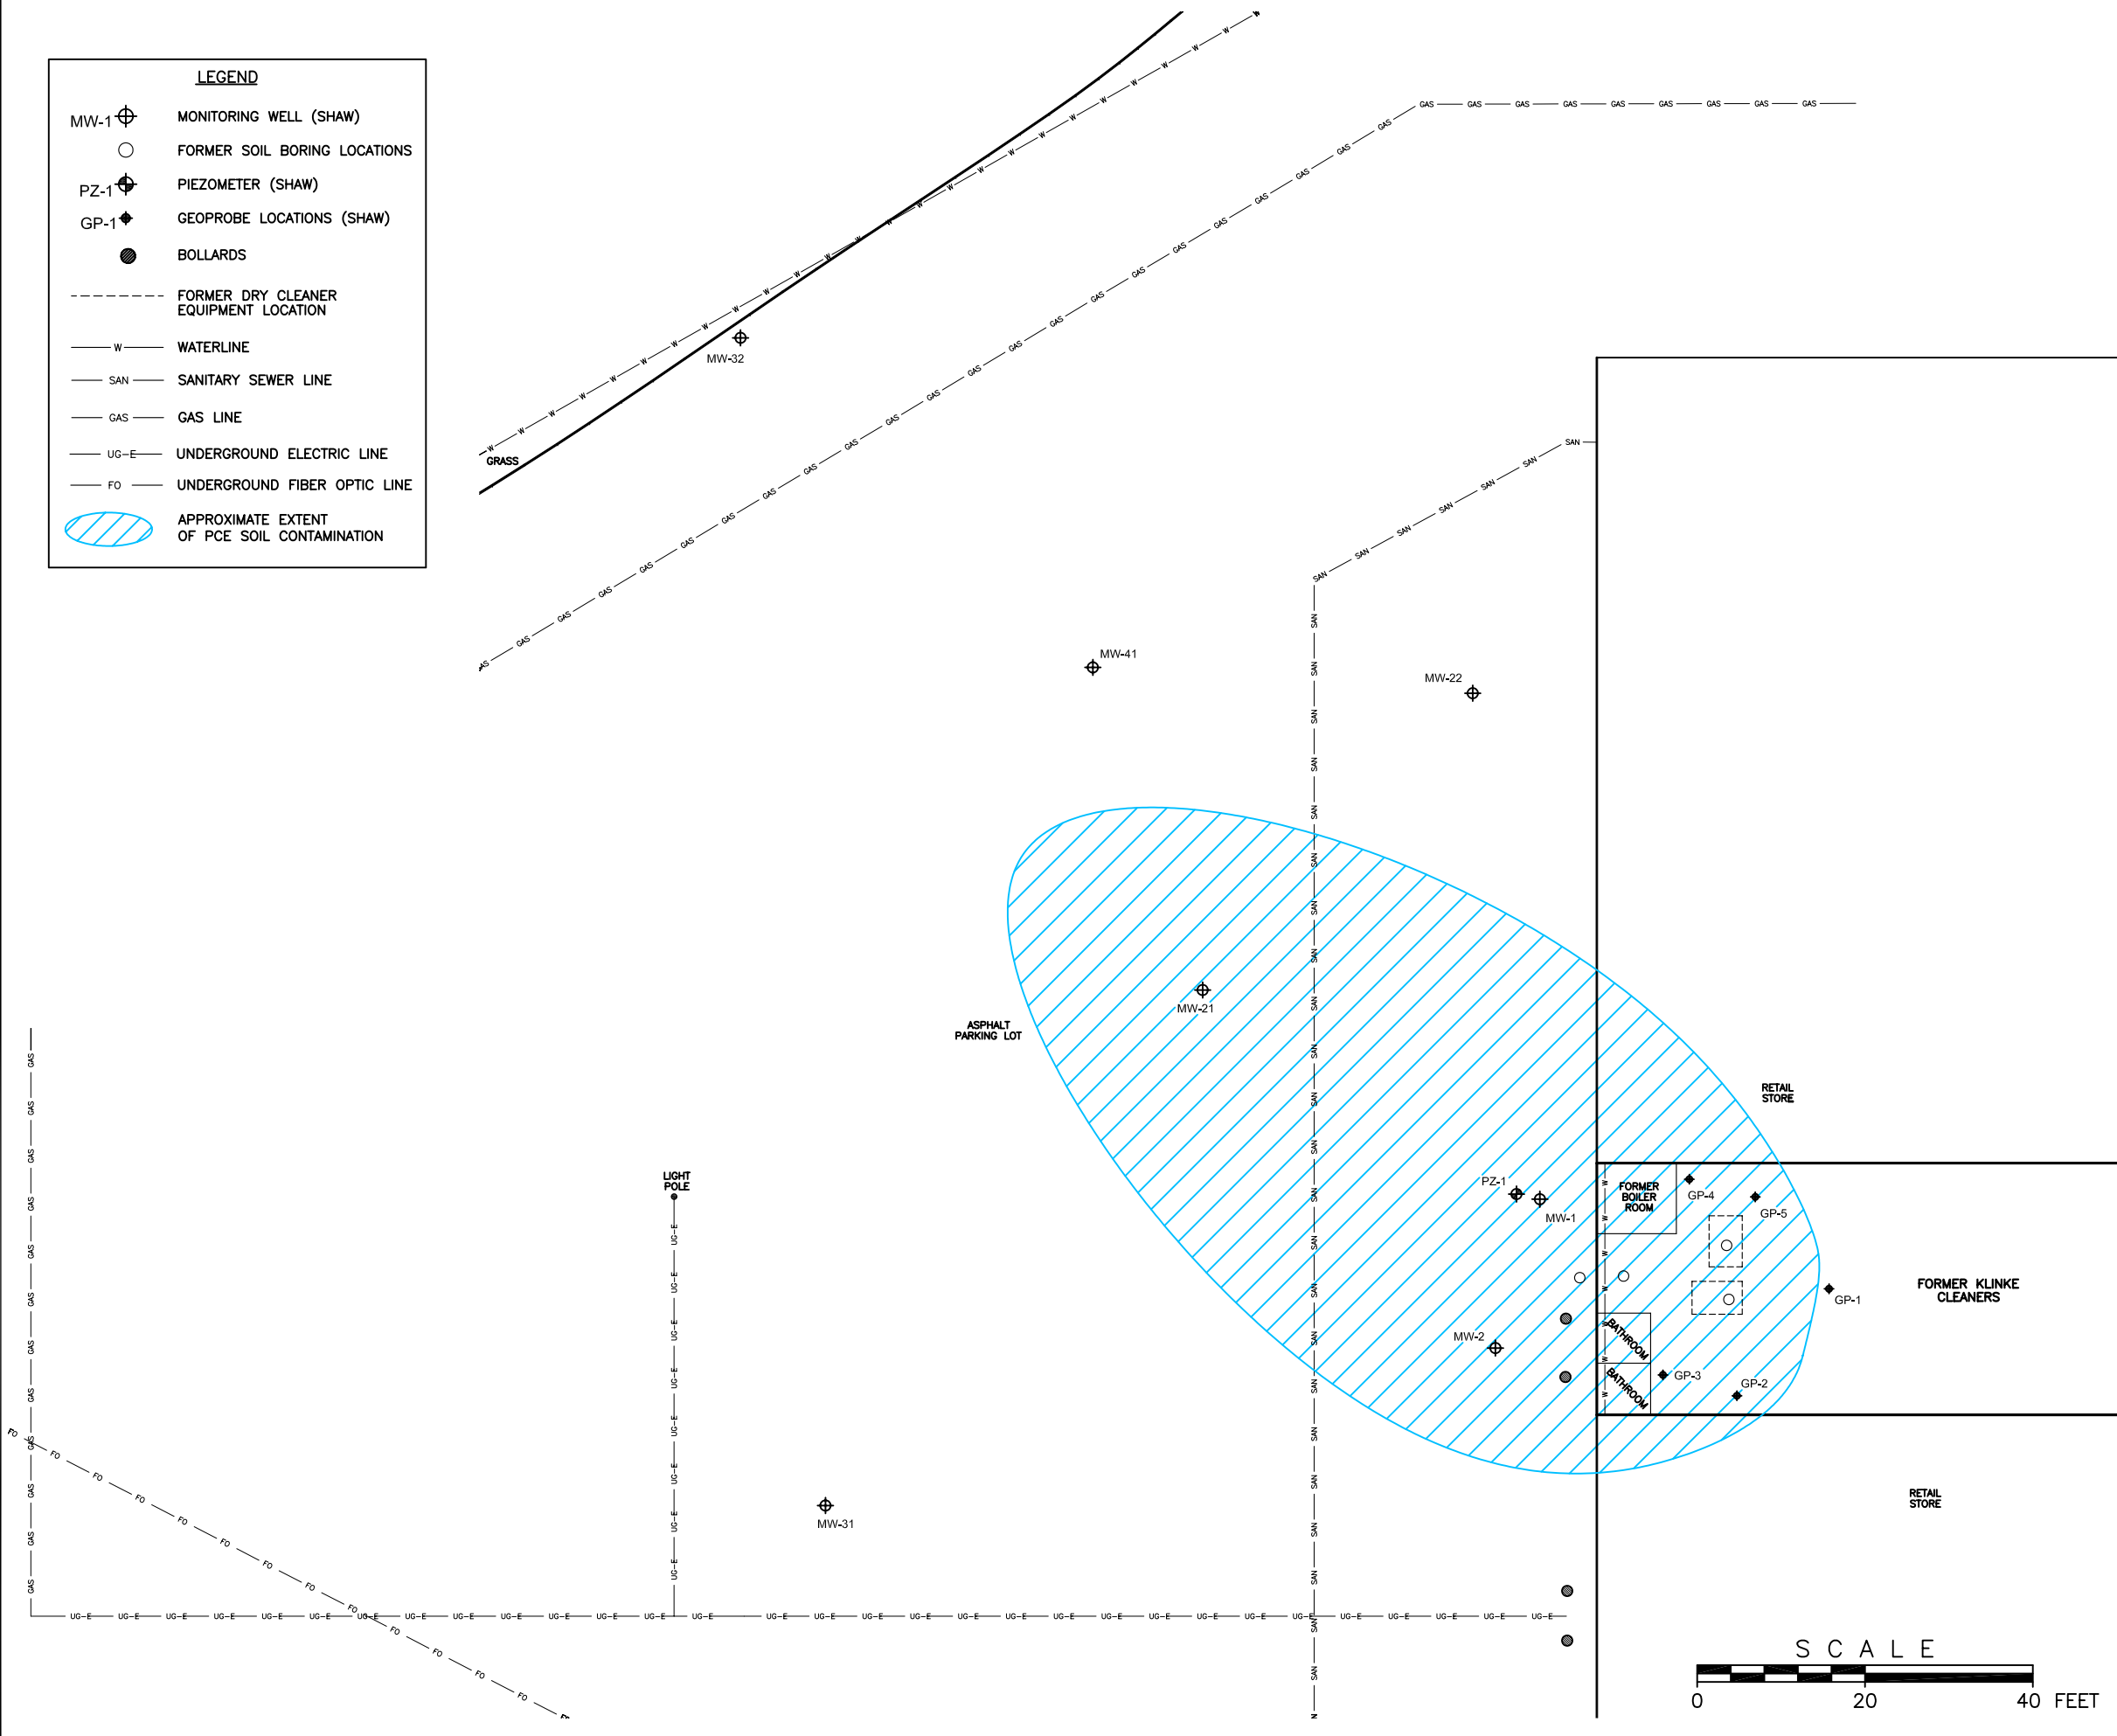 LEGEND
MW-1 MONITORING WELL (SHAW)
FORMER SOIL BORING LOCATIONS
PZ-1 PIEZOMETER (SHAW)
GP-1 GEOPROBE LOCATIONS (SHAW)
BOLLARDS
FORMER DRY CLEANER
EQUIPMENT LOCATION
W WATERLINE
SAN SANITARY SEWER LINE
GAS GAS LINE
UG-E UNDERGROUND ELECTRIC LINE
FO UNDERGROUND FIBER OPTIC LINE
APPROXIMATE EXTENT
OF PCE SOIL CONTAMINATION
MW-32
GRASS
MW-41
MW-22
MW-21
ASPHALT
PARKING LOT
RETAIL
STORE
LIGHT
POLE
PZ-1
MW-1
FORMER
BOILER
ROOM
GP-4
GP-5
FORMER KLINKE
CLEANERS
GP-1
MW-2
BATHROOM
BATHROOM
GP-3
GP-2
RETAIL
STORE
MW-31
SCALE
0 20 40 FEET